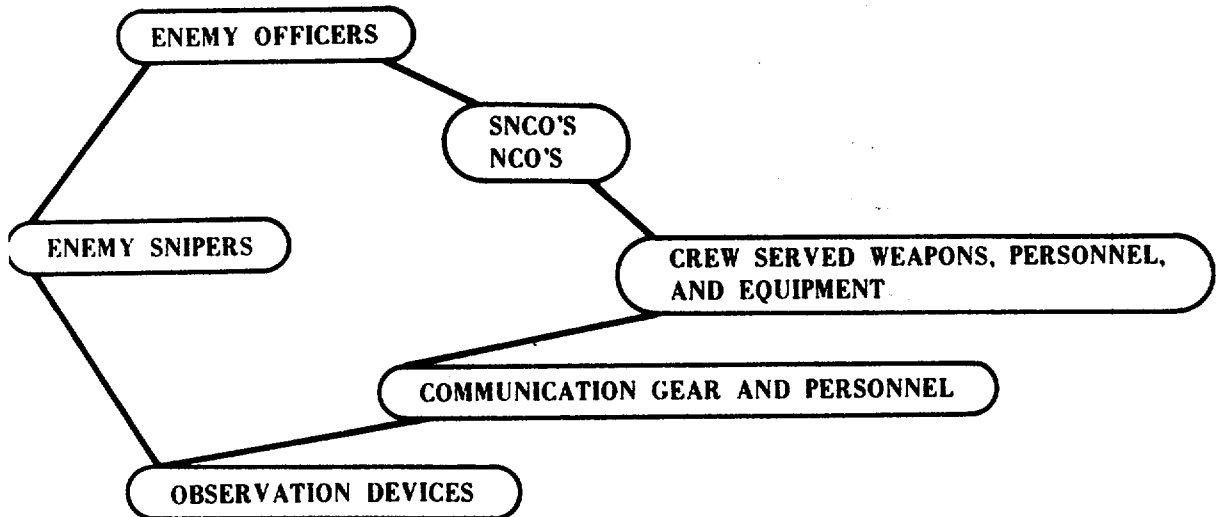 ENEMY OFFICERS
SNCO'S
NCO'S
ENEMY SNIPERS
CREW SERVED WEAPONS, PERSONNEL,
AND EQUIPMENT
COMMUNICATION GEAR AND PERSONNEL
OBSERVATION DEVICES